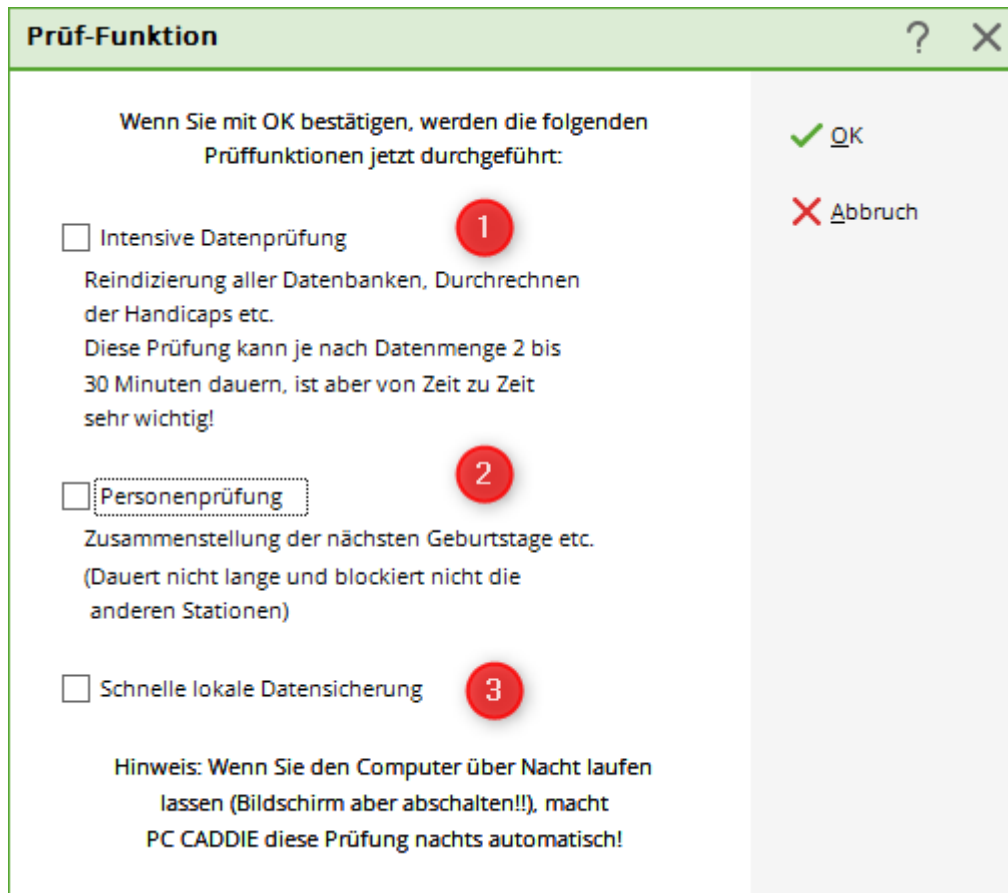 Prüf-Funktion
?
Wenn Sie mit OK bestätigen, werden die folgenden
Prüffunktionen jetzt durchgeführt:
OK
Abbruch
Intensive Datenprüfung
1
Reindizierung aller Datenbanken, Durchrechnen
der Handicaps etc.
Diese Prüfung kann je nach Datenmenge 2 bis
30 Minuten dauern, ist aber von Zeit zu Zeit
sehr wichtig!
2
Personenprüfung
Zusammenstellung der nächsten Geburtstage etc.
(Dauert nicht lange und blockiert nicht die
anderen Stationen)
Schnelle lokale Datensicherung
3
Hinweis: Wenn Sie den Computer über Nacht laufen
lassen (Bildschirm aber abschalten!!), macht
PC CADDIE diese Prüfung nachts automatisch!